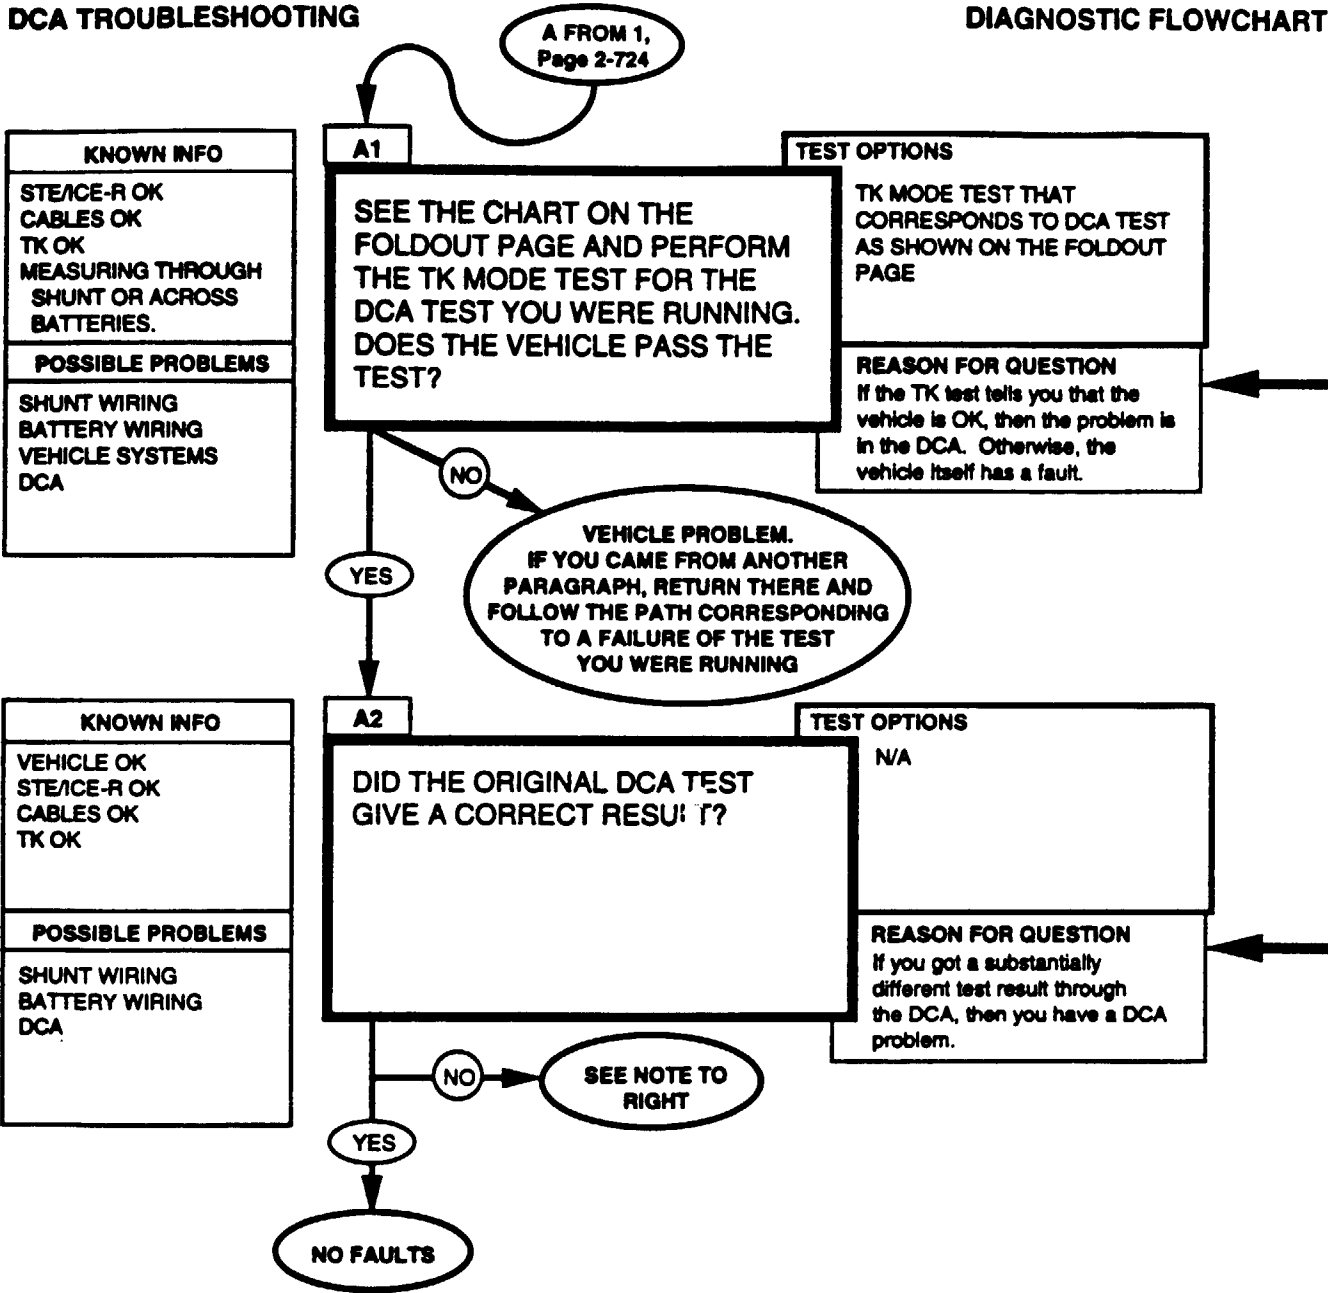 DCA TROUBLESHOOTING
DIAGNOSTIC FLOWCHART
A FROM 1,
Page 2-724
KNOWN INFO
STE/ICE-R OK
CABLES OK
TK OK
MEASURING THROUGH
SHUNT OR ACROSS
BATTERIES.
POSSIBLE PROBLEMS
SHUNT WIRING
BATTERY WIRING
VEHICLE SYSTEMS
DCA
A1
SEE THE CHART ON THE
FOLDOUT PAGE AND PERFORM
THE TK MODE TEST FOR THE
DCA TEST YOU WERE RUNNING.
DOES THE VEHICLE PASS THE
TEST?
TEST OPTIONS
TK MODE TEST THAT
CORRESPONDS TO DCA TEST
AS SHOWN ON THE FOLDOUT
PAGE
REASON FOR QUESTION
If the TK test tells you that the
vehicle is OK, then the problem is
in the DCA. Otherwise, the
vehicle itself has a fault.
NO
VEHICLE PROBLEM.
IF YOU CAME FROM ANOTHER
PARAGRAPH, RETURN THERE AND
FOLLOW THE PATH CORRESPONDING
TO A FAILURE OF THE TEST
YOU WERE RUNNING
YES
KNOWN INFO
VEHICLE OK
STE/ICE-R OK
CABLES OK
TK OK
POSSIBLE PROBLEMS
SHUNT WIRING
BATTERY WIRING
DCA
A2
DID THE ORIGINAL DCA TEST
GIVE A CORRECT RESULT?
TEST OPTIONS
N/A
REASON FOR QUESTION
If you got a substantially
different test result through
the DCA, then you have a DCA
problem.
NO
SEE NOTE TO
RIGHT
YES
NO FAULTS